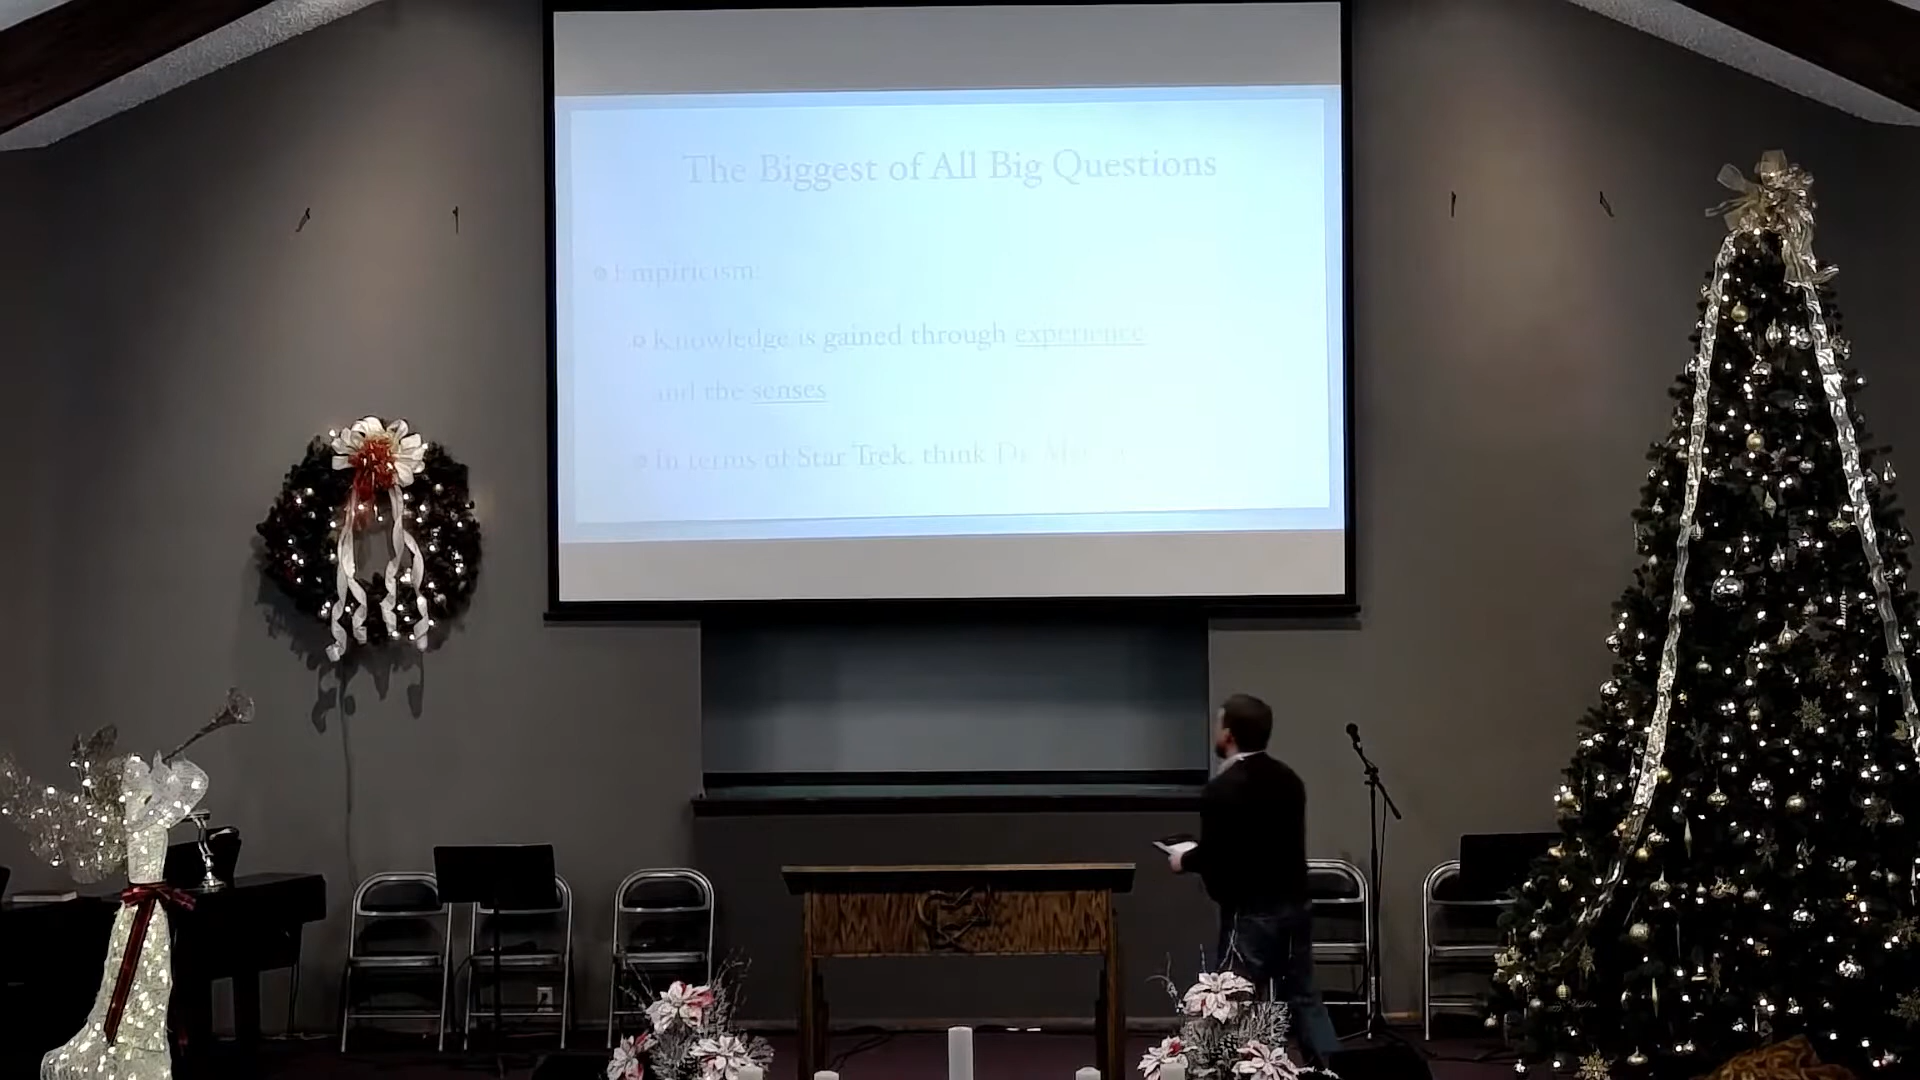 The Biggest of All Big Questions
Empiricism:
Knowledge is gained through experience
and the senses
In terms of Star Trek, think Dr.